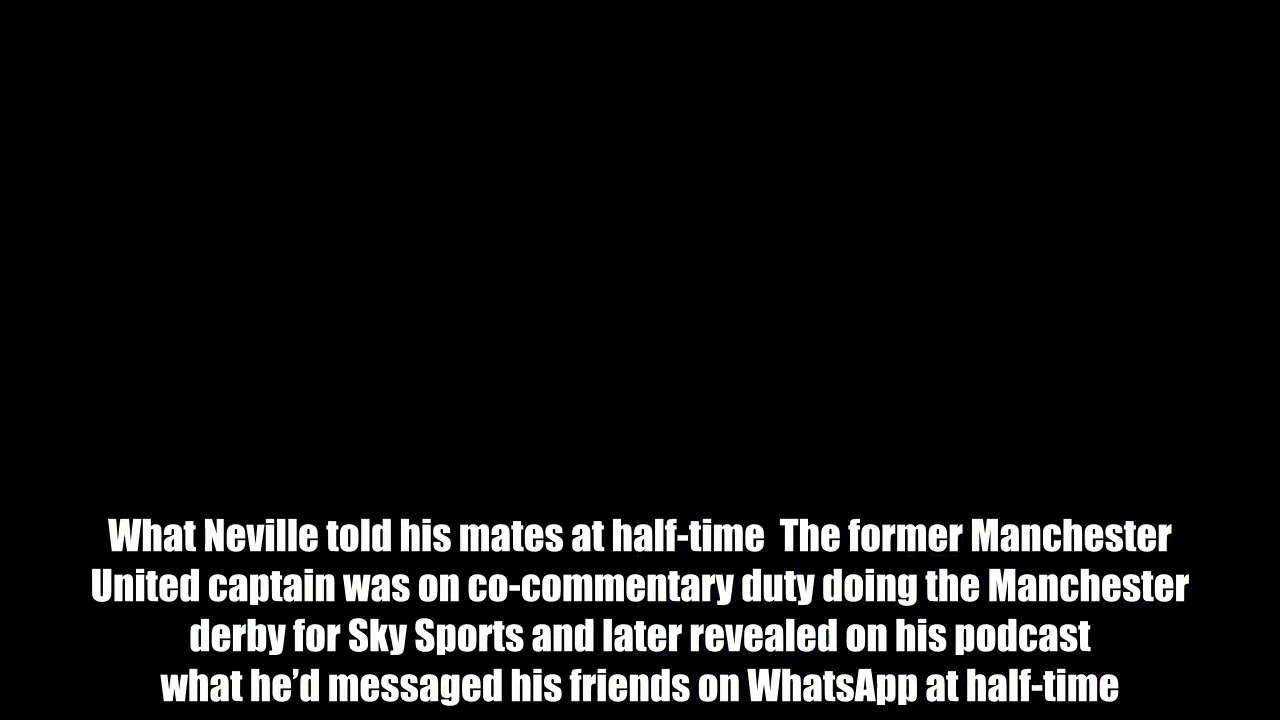 What Neville told his mates at half-time  The former Manchester
United captain was on co-commentary duty doing the Manchester
derby for Sky Sports and later revealed on his podcast
what he’d messaged his friends on WhatsApp at half-time